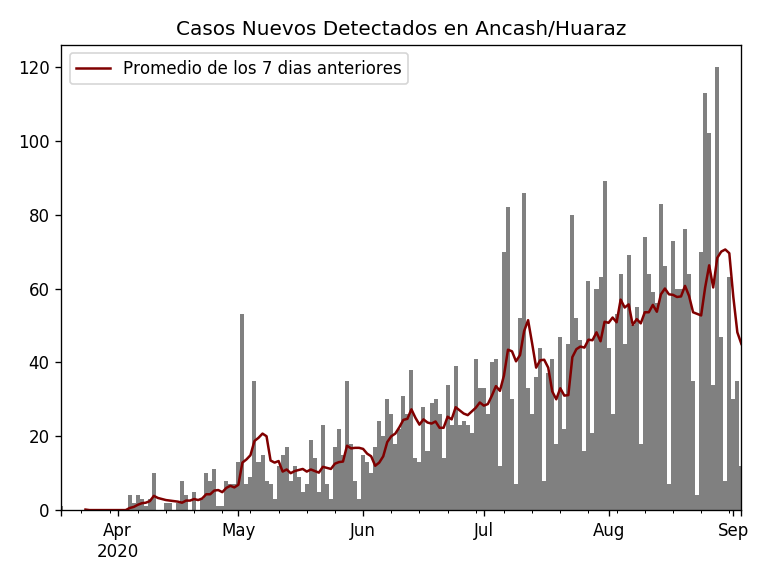 Casos Nuevos Detectados en Ancash/Huaraz
Promedio de los 7 dias anteriores
120
100
80
60
40
20
0
Apr May Jun Jul Aug Sep
2020